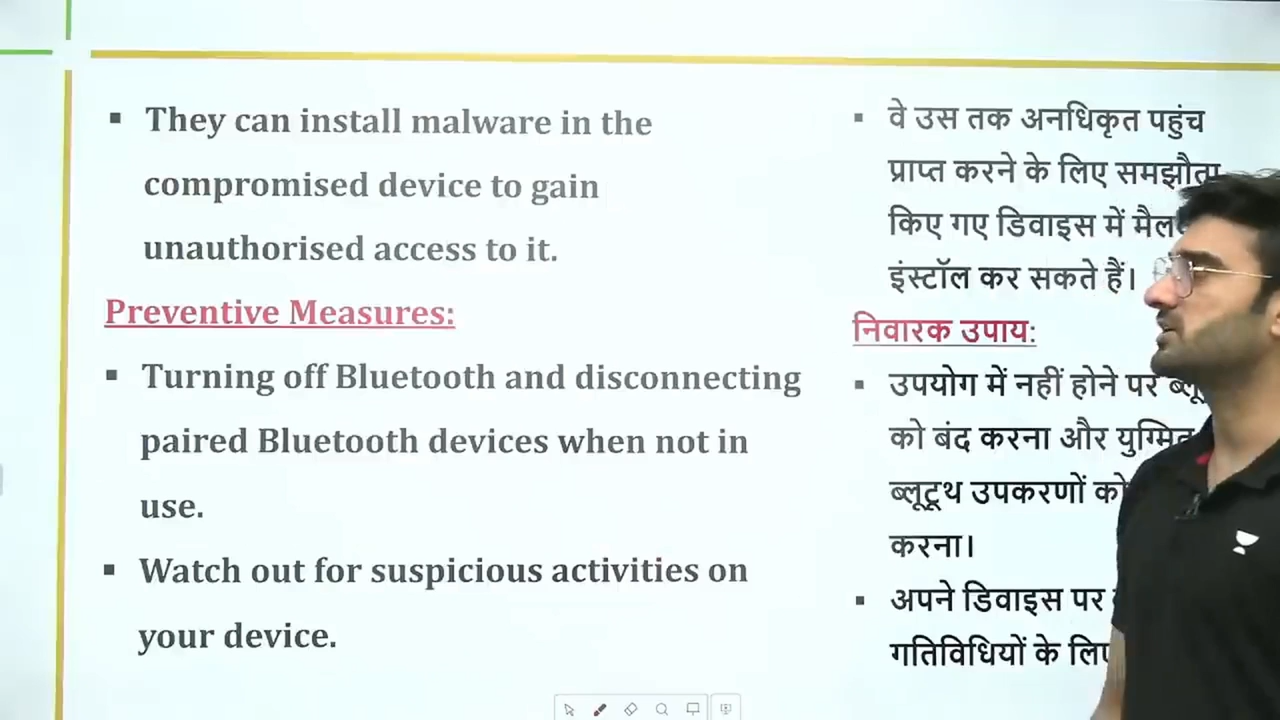 They can install malware in the
compromised device to gain
unauthorised access to it.
Preventive Measures:
Turning off Bluetooth and disconnecting
paired Bluetooth devices when not in
use.
Watch out for suspicious activities on
your device.
वे उस तक अनधिकृत पहुंच
प्राप्त करने के लिए समझौता
किए गए डिवाइस में
इंस्टॉल कर सकते हैं।
निवारक उपाय:
उपयोग में नहीं होने पर
को बंद करना और युग्मित
ब्लूटूथ उपकरणों को
करना।
अपने डिवाइस पर
गतिविधियों के